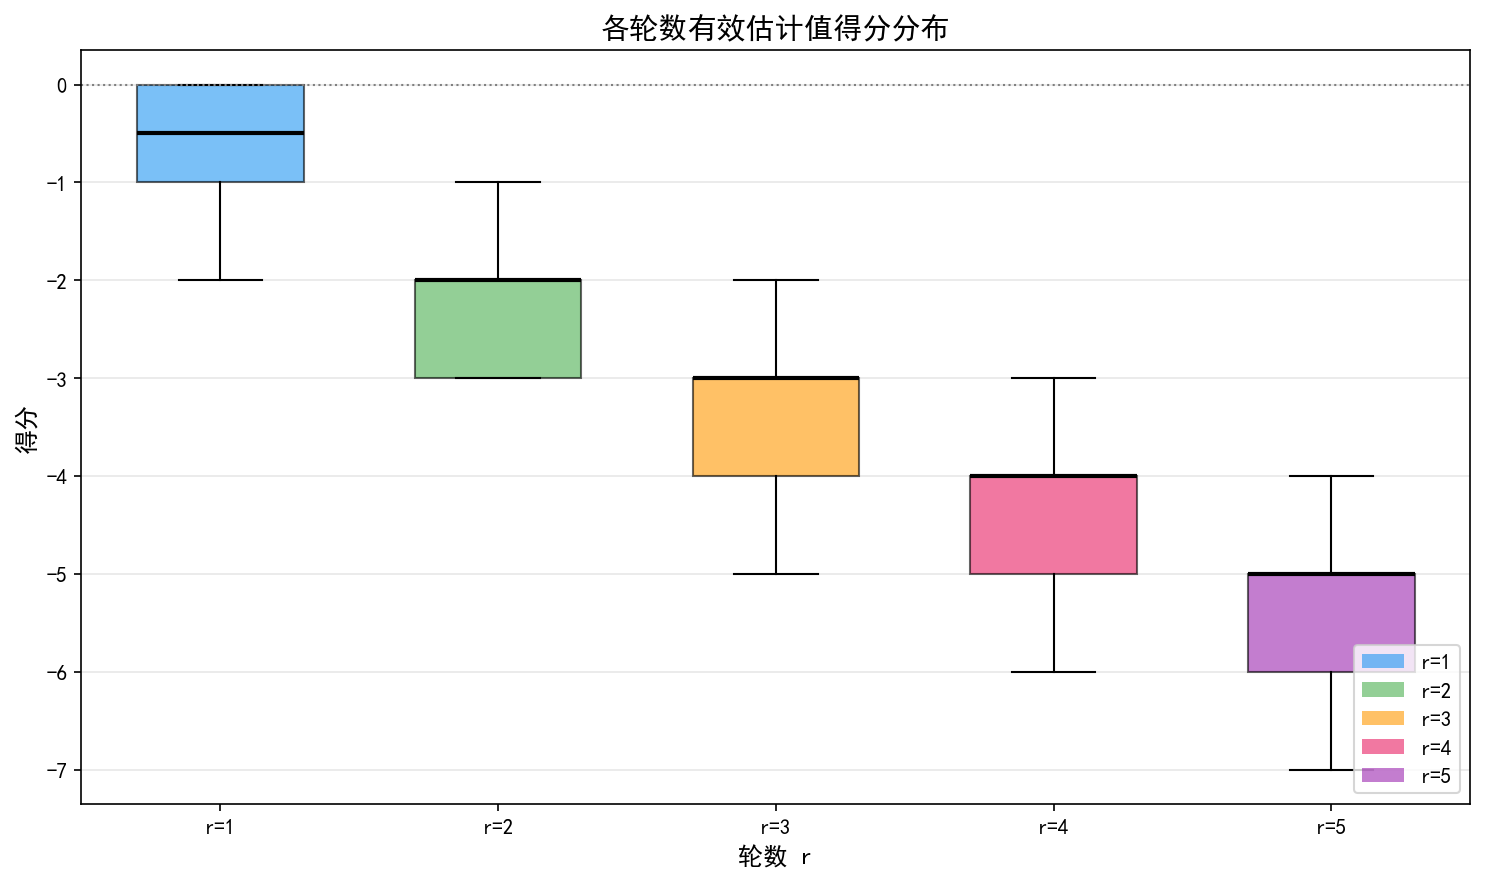 各轮数有效估计值得分分布
得分
0
−1
−2
−3
−4
−5
−6
−7
r=1
r=2
r=3
r=4
r=5
r=1
r=2
r=3
r=4
r=5
轮数 r